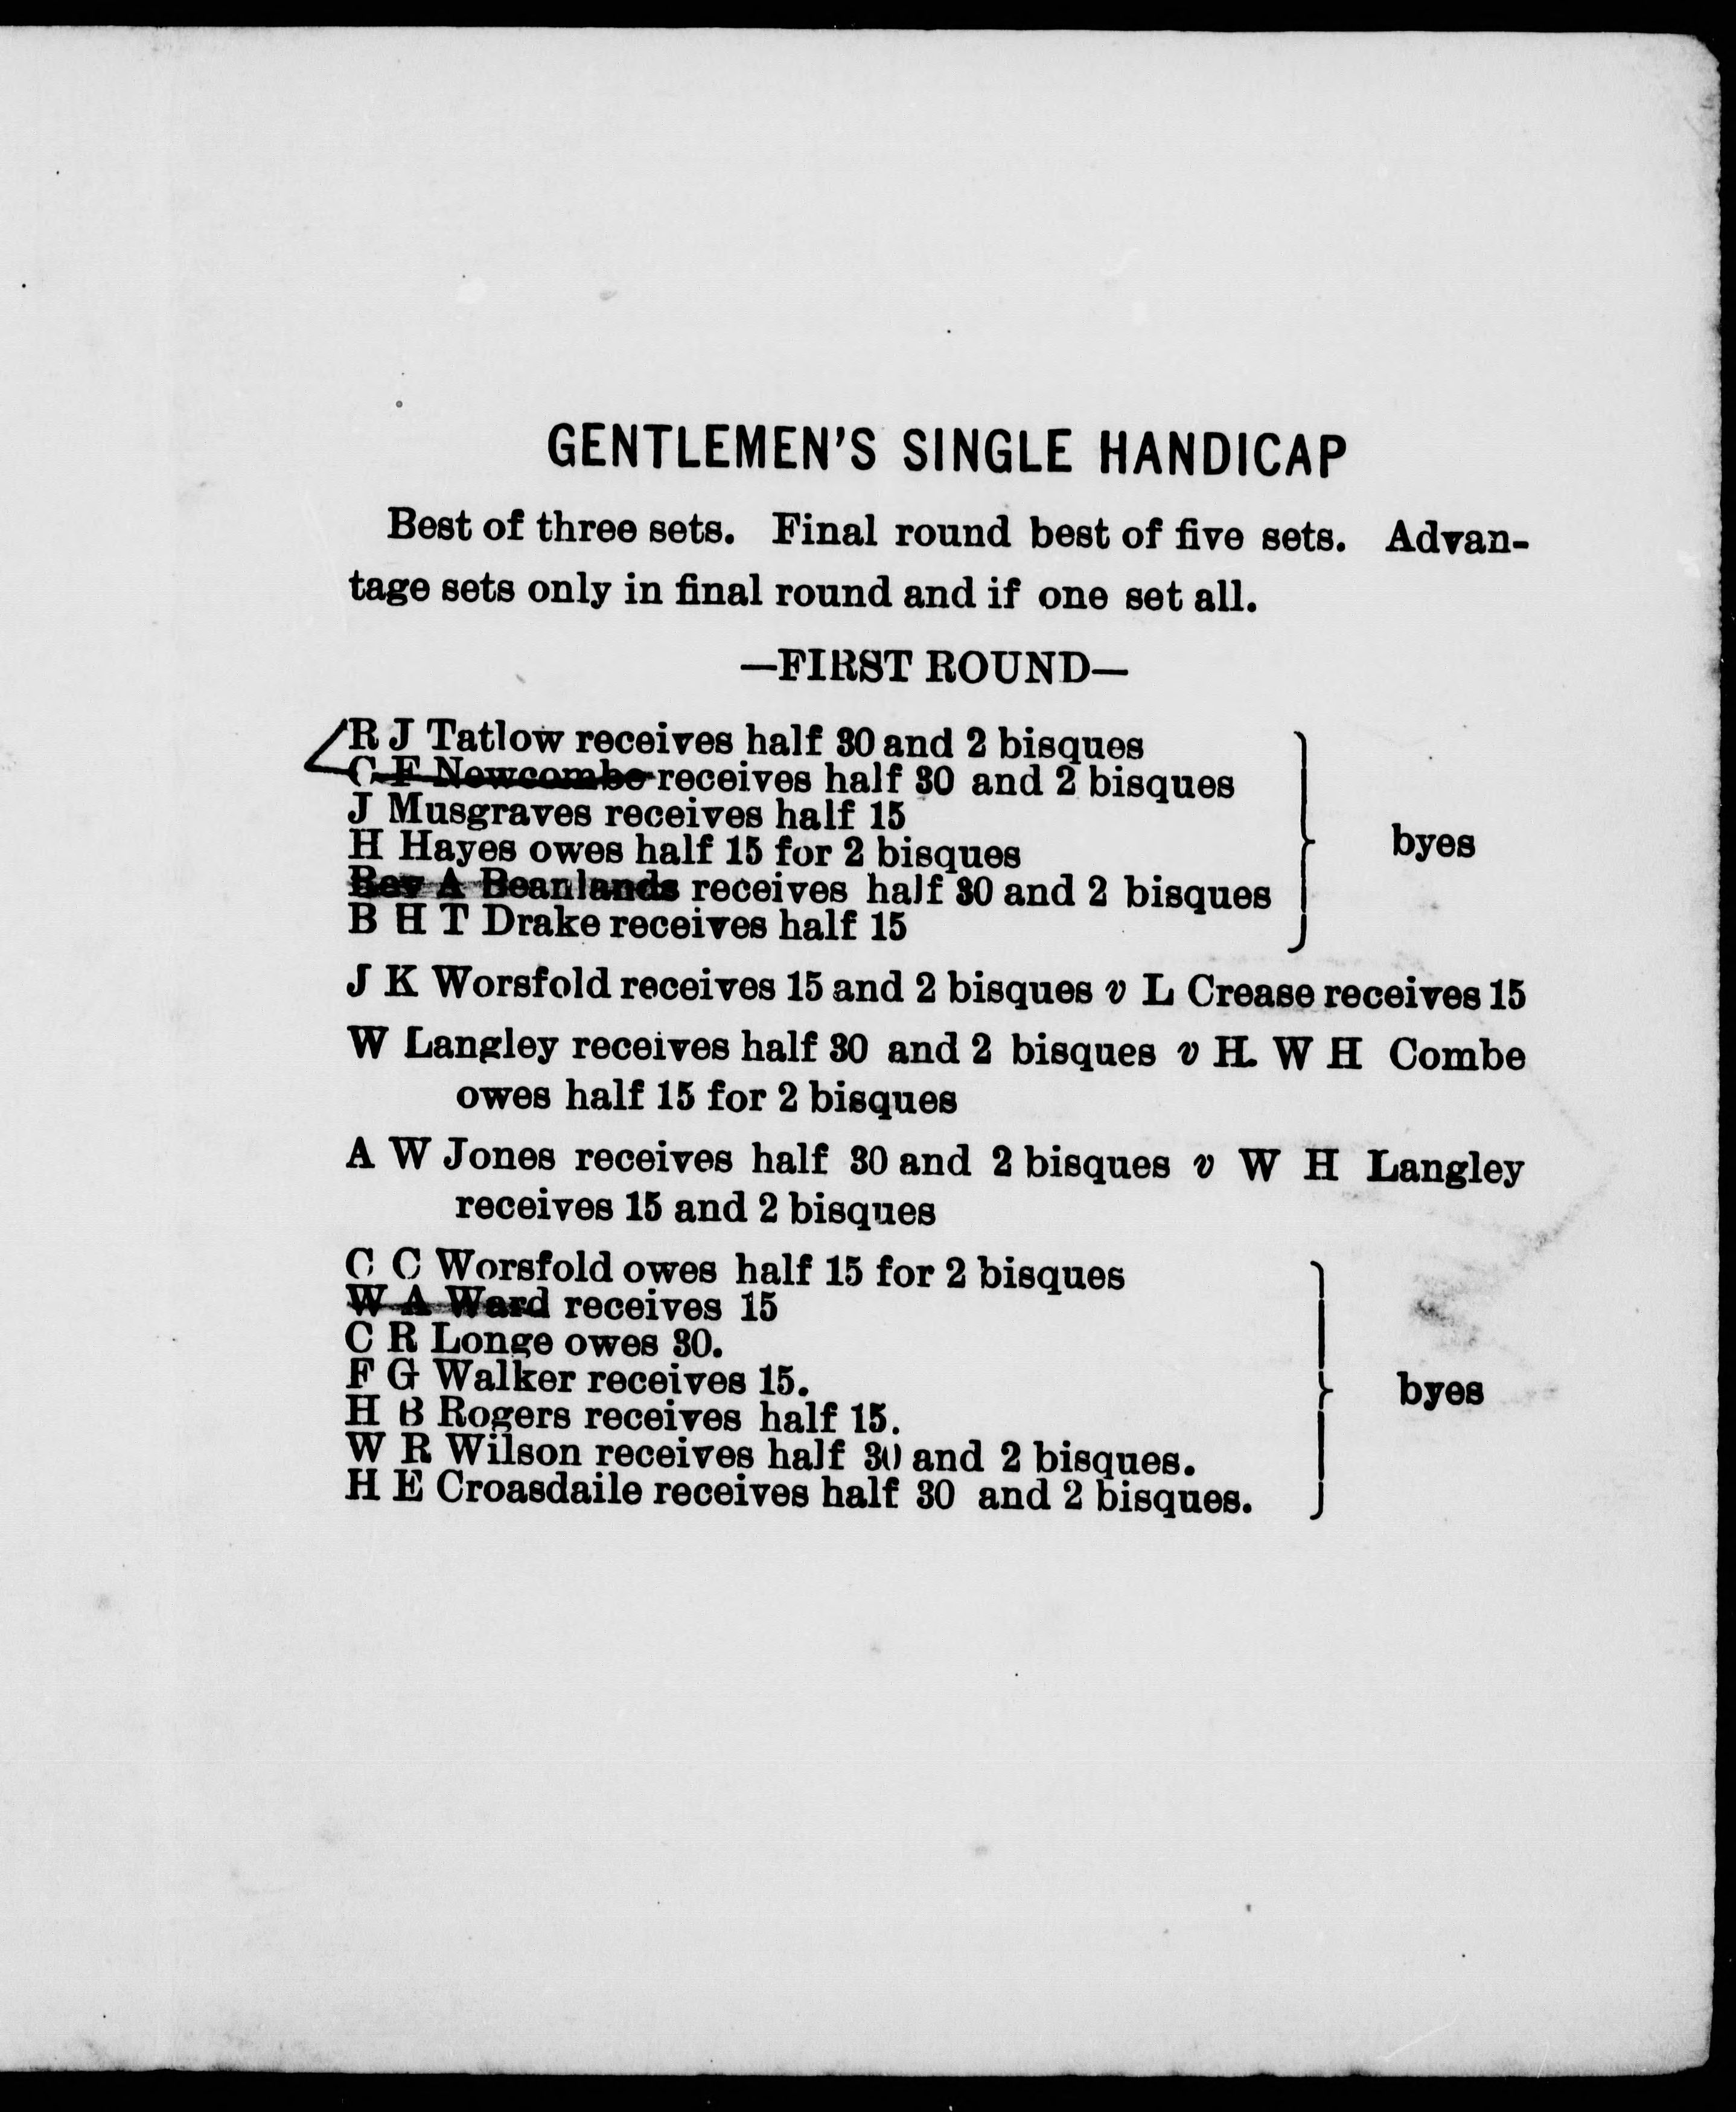 GENTLEMEN'S SINGLE HANDICAP
Best of three sets. Final round best of five sets. Advan-
tage sets only in final round and if one set all.
—FIRST ROUND—
R J Tatlow receives half 30 and 2 bisques
C F Newcombe receives half 30 and 2 bisques
J Musgraves receives half 15
H Hayes owes half 15 for 2 bisques
byes
Rev A Beanlands receives half 30 and 2 bisques
B H T Drake receives half 15
J K Worsfold receives 15 and 2 bisques v L Crease receives 15
W Langley receives half 30 and 2 bisques v H. W H Combe
owes half 15 for 2 bisques
A W Jones receives half 30 and 2 bisques v W H Langley
receives 15 and 2 bisques
C C Worsfold owes half 15 for 2 bisques
W A Ward receives 15
C R Longe owes 30.
F G Walker receives 15.
byes
H B Rogers receives half 15.
W R Wilson receives half 30 and 2 bisques.
H E Croasdaile receives half 30 and 2 bisques.